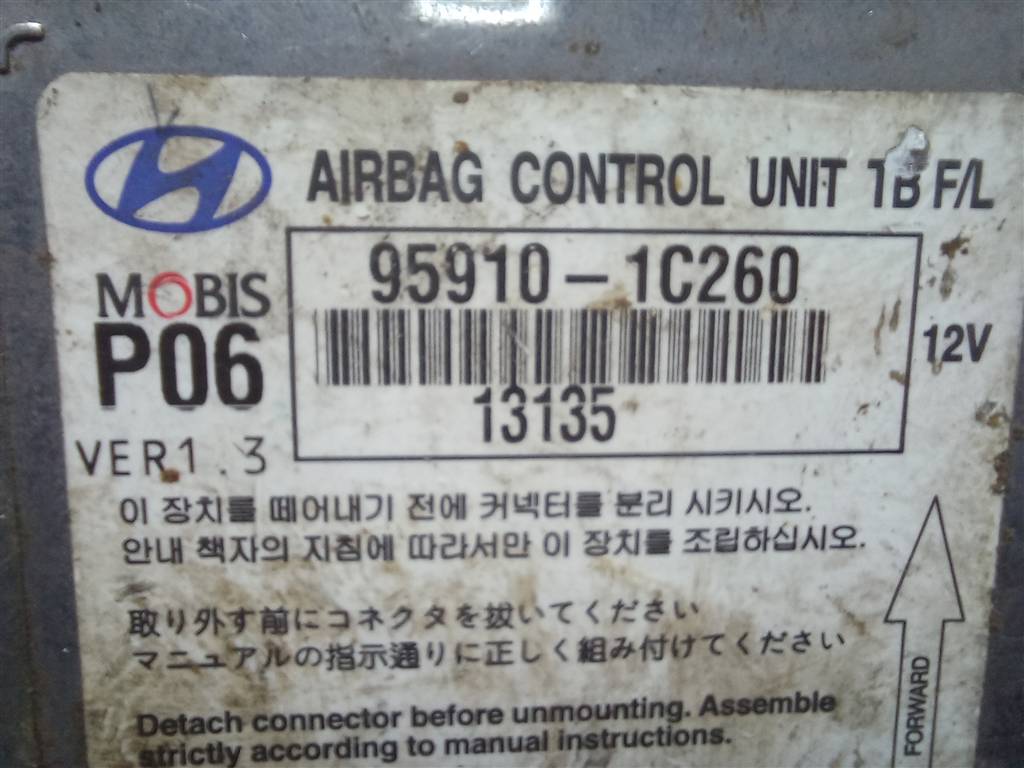 AIRBAG CONTROL UNIT 1B F/L
95910-1C260
MOBIS
P06
12V
13135
VER1.3
이 장치를 떼어내기 전에 커넥터를 분리 시키시오.
안내 책자의 지침에 따라서만 이 장치를 조립하십시오.
取り外す前にコネクタを抜いてください
マニュアルの指示通りに正しく組み付けてください
Detach connector before unmounting. Assemble
strictly according to manual instructions.
FORWARD